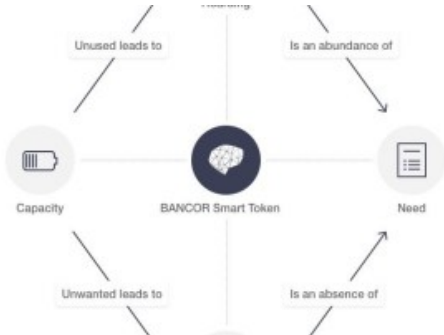 Unused leads to
Is an abundance of
Capacity
BANCOR Smart Token
Need
Unwanted leads to
Is an absence of